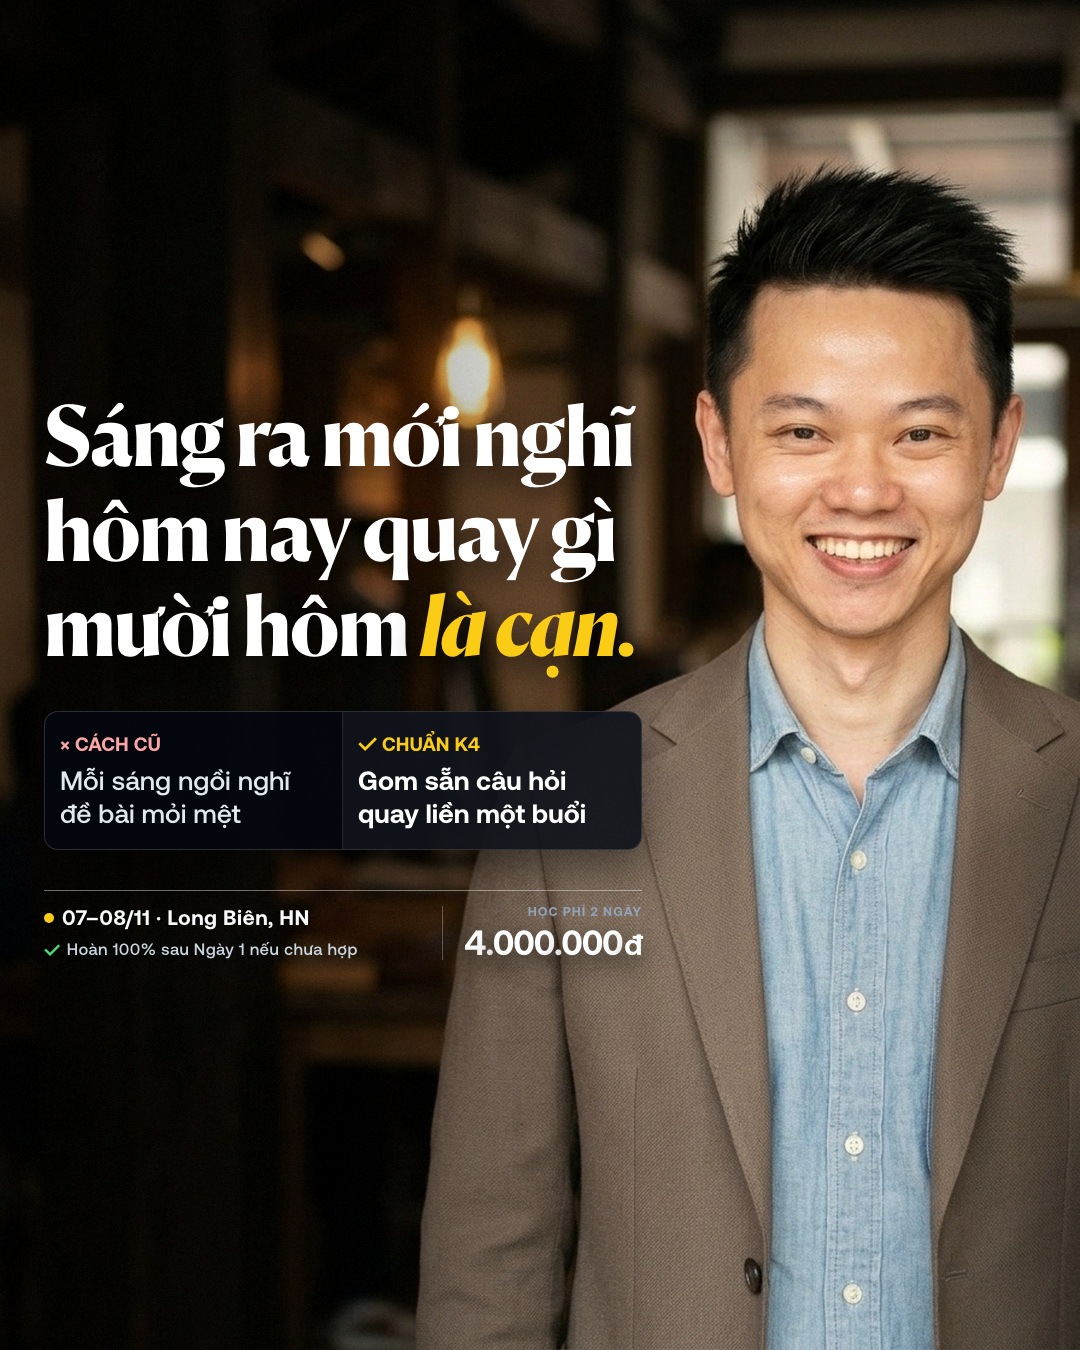 Sáng ra mới nghĩ
hôm nay quay gì
mười hôm là cạn.
× CÁCH CŨ
Mỗi sáng ngồi nghĩ
đề bài mỏi mệt
✓ CHUẨN K4
Gom sẵn câu hỏi
quay liền một buổi
07–08/11 · Long Biên, HN
✓ Hoàn 100% sau Ngày 1 nếu chưa hợp
HỌC PHÍ 2 NGÀY
4.000.000đ